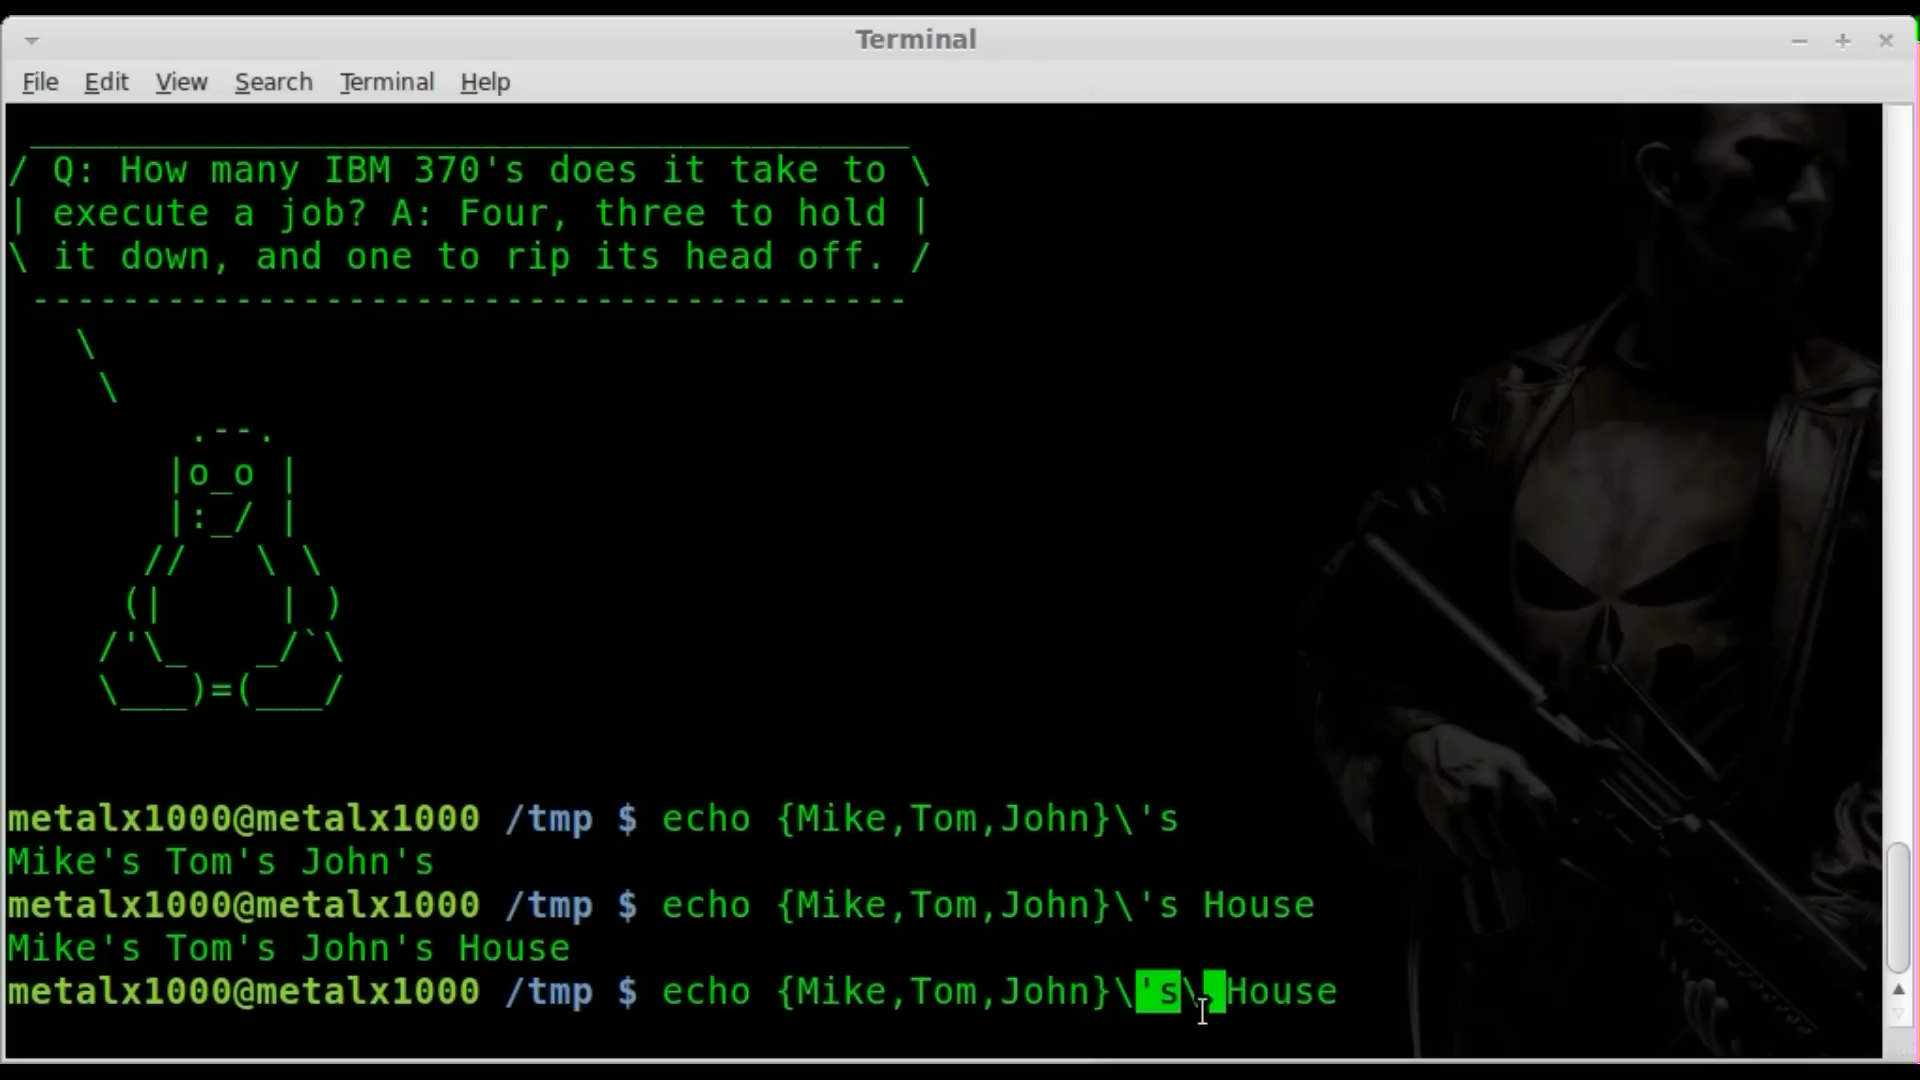 Terminal
File Edit View Search Terminal Help
/ Q: How many IBM 370's does it take to \
| execute a job? A: Four, three to hold |
\ it down, and one to rip its head off. /
 ---------------------------------------
   \
    \
        .--.
       |o_o |
       |:_/ |
      //   \ \
     (|     | )
    /'\_   _/`\
    \___)=(___/
metalx1000@metalx1000 /tmp $ echo {Mike,Tom,John}\'s
Mike's Tom's John's
metalx1000@metalx1000 /tmp $ echo {Mike,Tom,John}\'s House
Mike's Tom's John's House
metalx1000@metalx1000 /tmp $ echo {Mike,Tom,John}\'s\ House